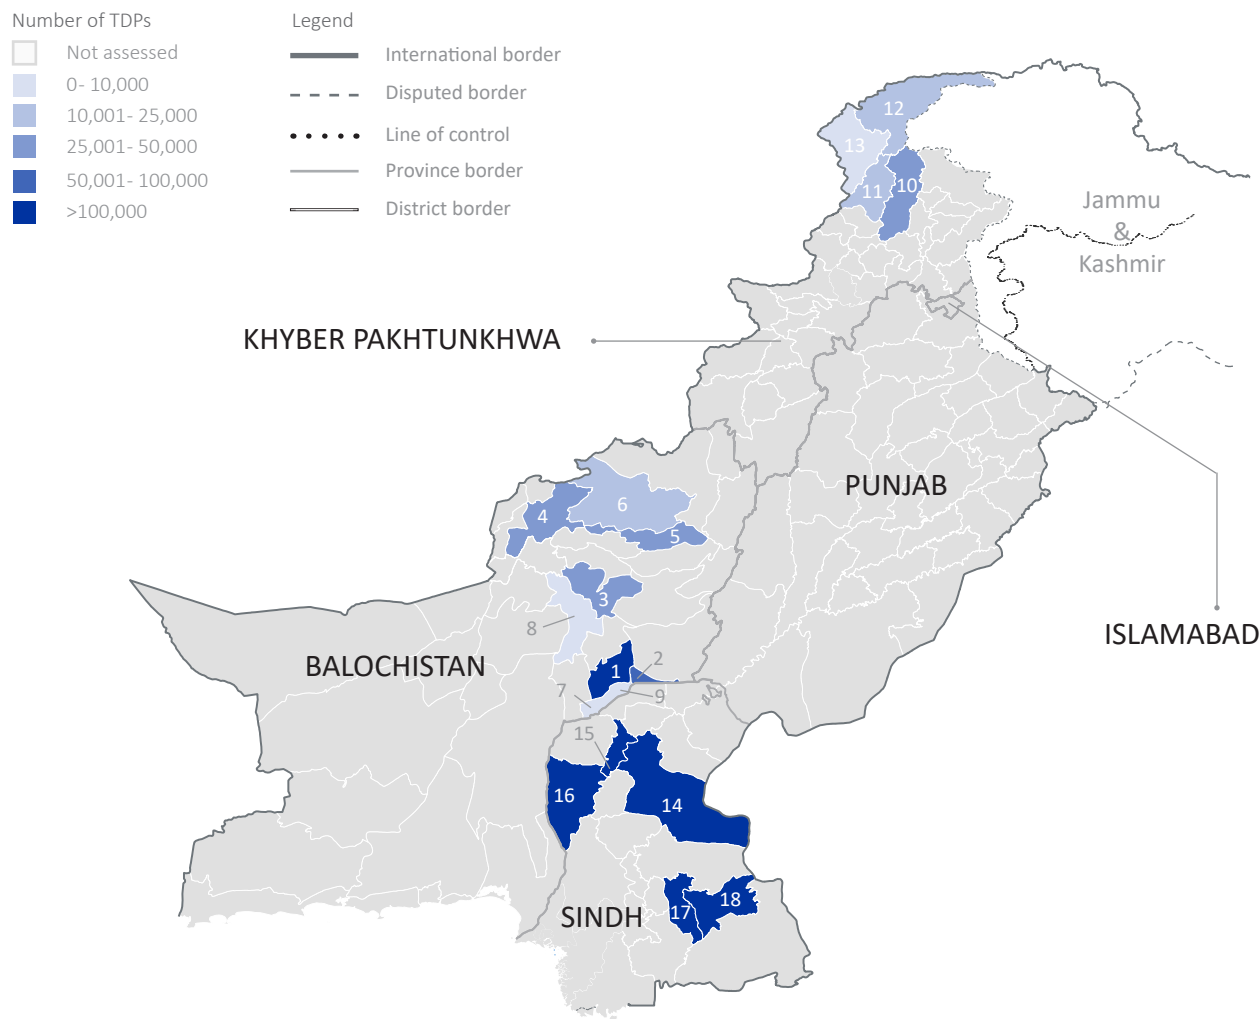 Number of TDPs
Not assessed
0- 10,000
10,001- 25,000
25,001- 50,000
50,001- 100,000
>100,000
Legend
International border
Disputed border
Line of control
Province border
District border
12
13
11
10
Jammu
&
Kashmir
KHYBER PAKHTUNKHWA
PUNJAB
6
4
5
3
8
ISLAMABAD
BALOCHISTAN
1
2
7
9
15
16
14
18
17
SINDH